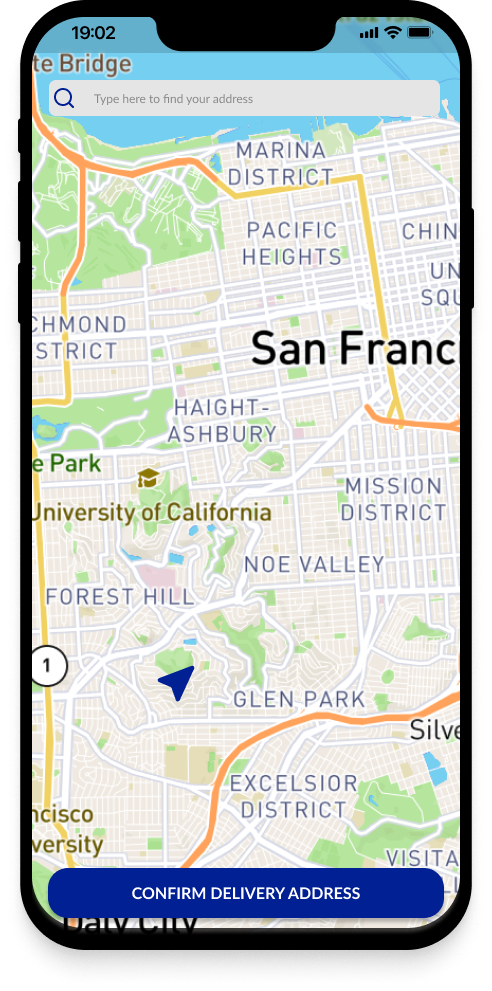 19:02
te Bridge
Type here to find your address
MARINA
DISTRICT
PACIFIC
HEIGHTS
CHIN
UN
SQU
CHMOND
STRICT
San Franc
HAIGHT-
ASHBURY
e Park
University of California
MISSION
DISTRICT
NOE VALLEY
FOREST HILL
1
GLEN PARK
Silve
EXCELSIOR
DISTRICT
ncisco
versity
VISITA
CONFIRM DELIVERY ADDRESS
Daly City